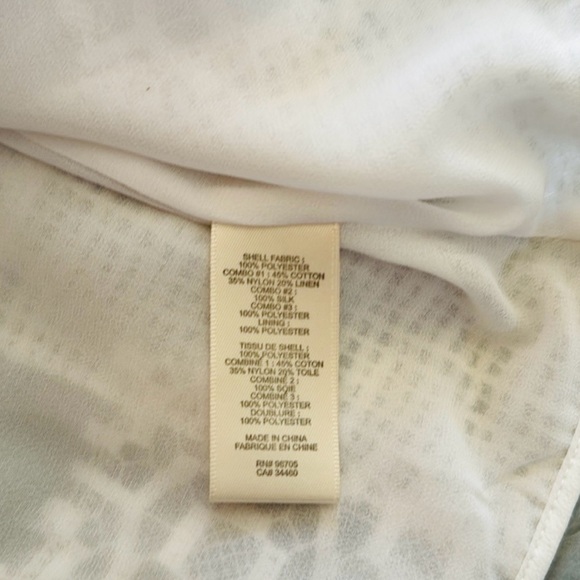 SHELL FABRIC :
100% POLYESTER
COMBO #1 : 45% COTTON
35% NYLON 20% LINEN
COMBO #2 :
100% SILK
COMBO #3 :
100% POLYESTER
LINING :
100% POLYESTER
TISSU DE SHELL :
100% POLYESTER
COMBINE 1 : 45% COTON
35% NYLON 20% TOILE
COMBINE 2 :
100% SOIE
COMBINE 3 :
100% POLYESTER
DOUBLURE :
100% POLYESTER
MADE IN CHINA
FABRIQUE EN CHINE
RN# 98705
CA# 34460